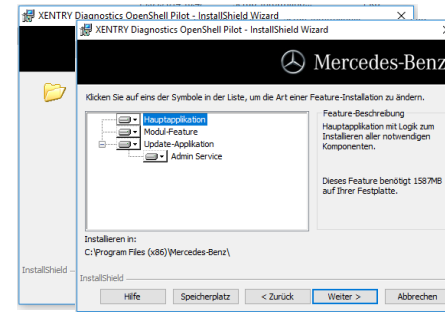 XENTRY Diagnostics OpenShell Pilot - InstallShield Wizard
XENTRY Diagnostics OpenShell Pilot - InstallShield Wizard
Mercedes-Benz
Klicken Sie auf eins der Symbole in der Liste, um die Art einer Feature-Installation zu ändern.
Hauptapplikation
Modul-Feature
Update-Applikation
Admin Service
Feature-Beschreibung
Hauptapplikation mit Logik zum
Installieren aller notwendigen
Komponenten.
Dieses Feature benötigt 1587MB
auf Ihrer Festplatte.
Installieren in:
C:\Program Files (x86)\Mercedes-Benz\
InstallShield
InstallShield
Hilfe
Speicherplatz
< Zurück
Weiter >
Abbrechen